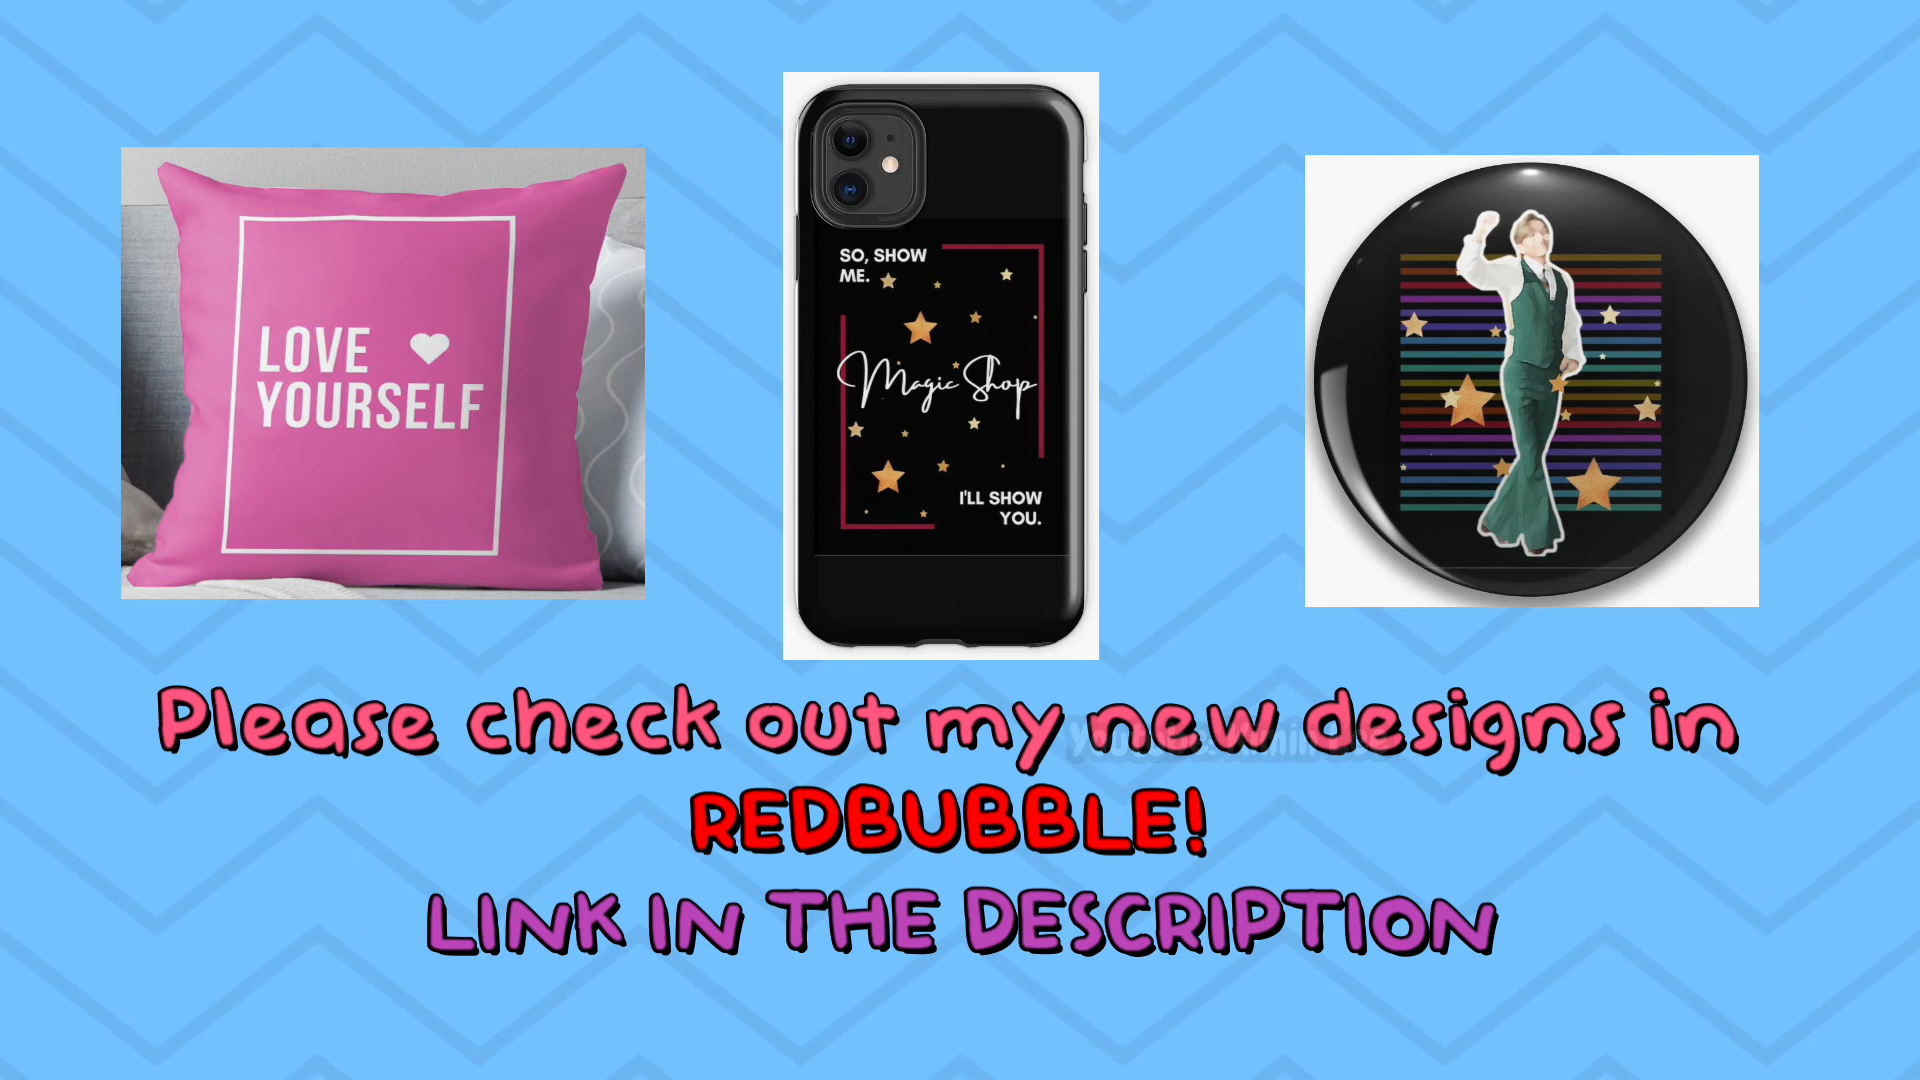 LOVE
YOURSELF
SO, SHOW
ME.
Magic Shop
I'LL SHOW
YOU.
Please check out my new designs in
REDBUBBLE!
LINK IN THE DESCRIPTION